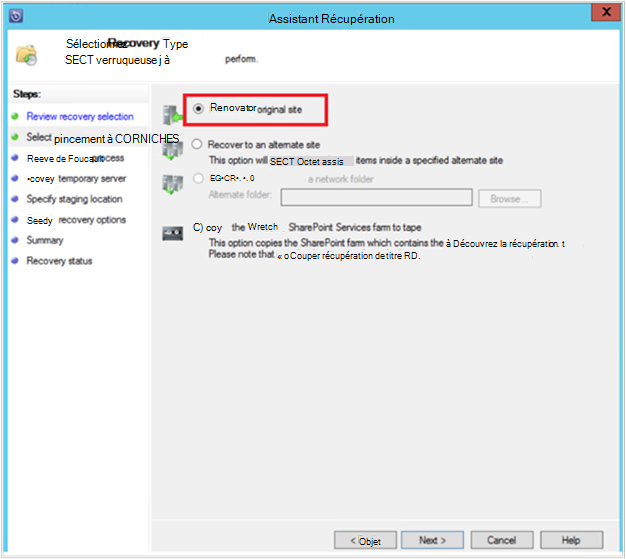 Assistant Récupération
Sélectionnez Recovery Type
SECT verruqueuse j à perform.
Steps:
Review recovery selection
Select pincement à CORNICHES
Reeve de Foucault process
•covey temporary server
Specify staging location
Seedy recovery options
Summary
Recovery status
Renovator original site
Recover to an alternate site
This option will SECT Octet assis items inside a specified alternate site
EG•CR•. •. 0 a network folder
Alternate folder:
Browse...
C) coy the Wretch SharePoint Services farm to tape
This option copies the SharePoint farm which contains the à Découvrez la récupération. t
Please note that « o Couper récupération de titre RD.
< Objet
Next >
Cancel
Help